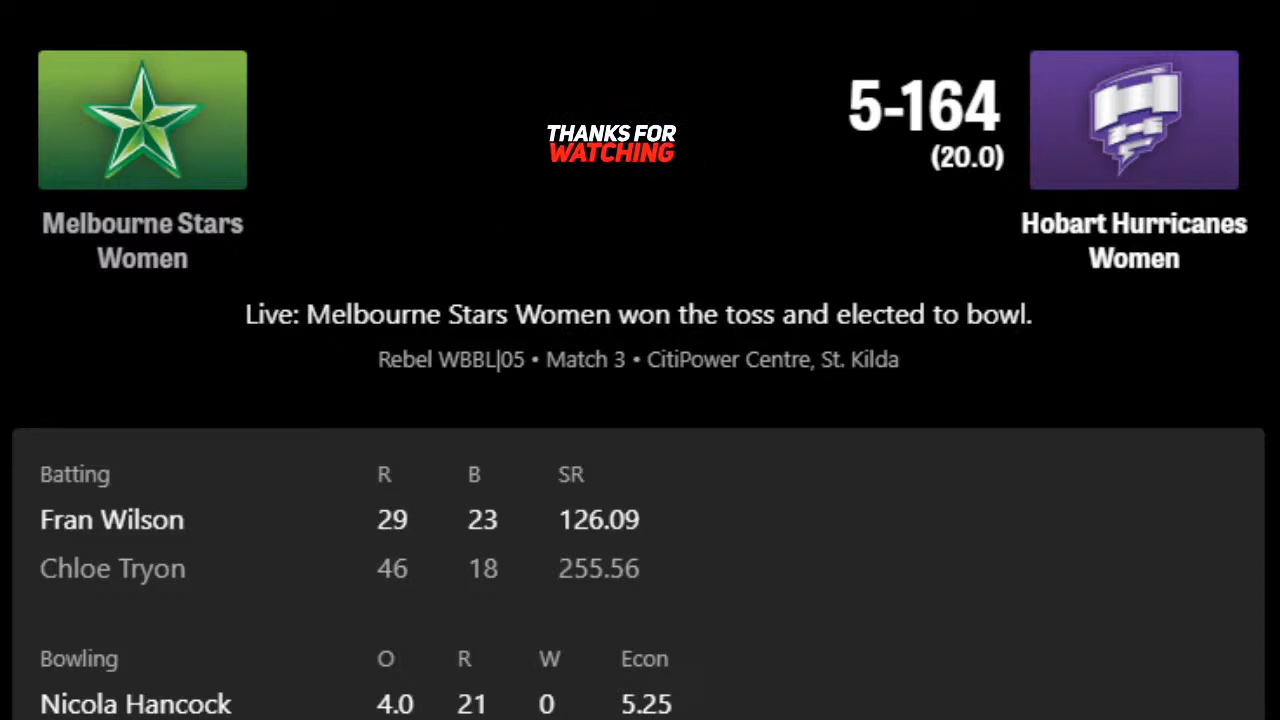 5-164
THANKS FOR
WATCHING
(20.0)
Melbourne Stars
Women
Hobart Hurricanes
Women
Live: Melbourne Stars Women won the toss and elected to bowl.
Rebel WBBL|05 • Match 3 • CitiPower Centre, St. Kilda
Batting R B SR
Fran Wilson 29 23 126.09
Chloe Tryon 46 18 255.56
Bowling O R W Econ
Nicola Hancock 4.0 21 0 5.25